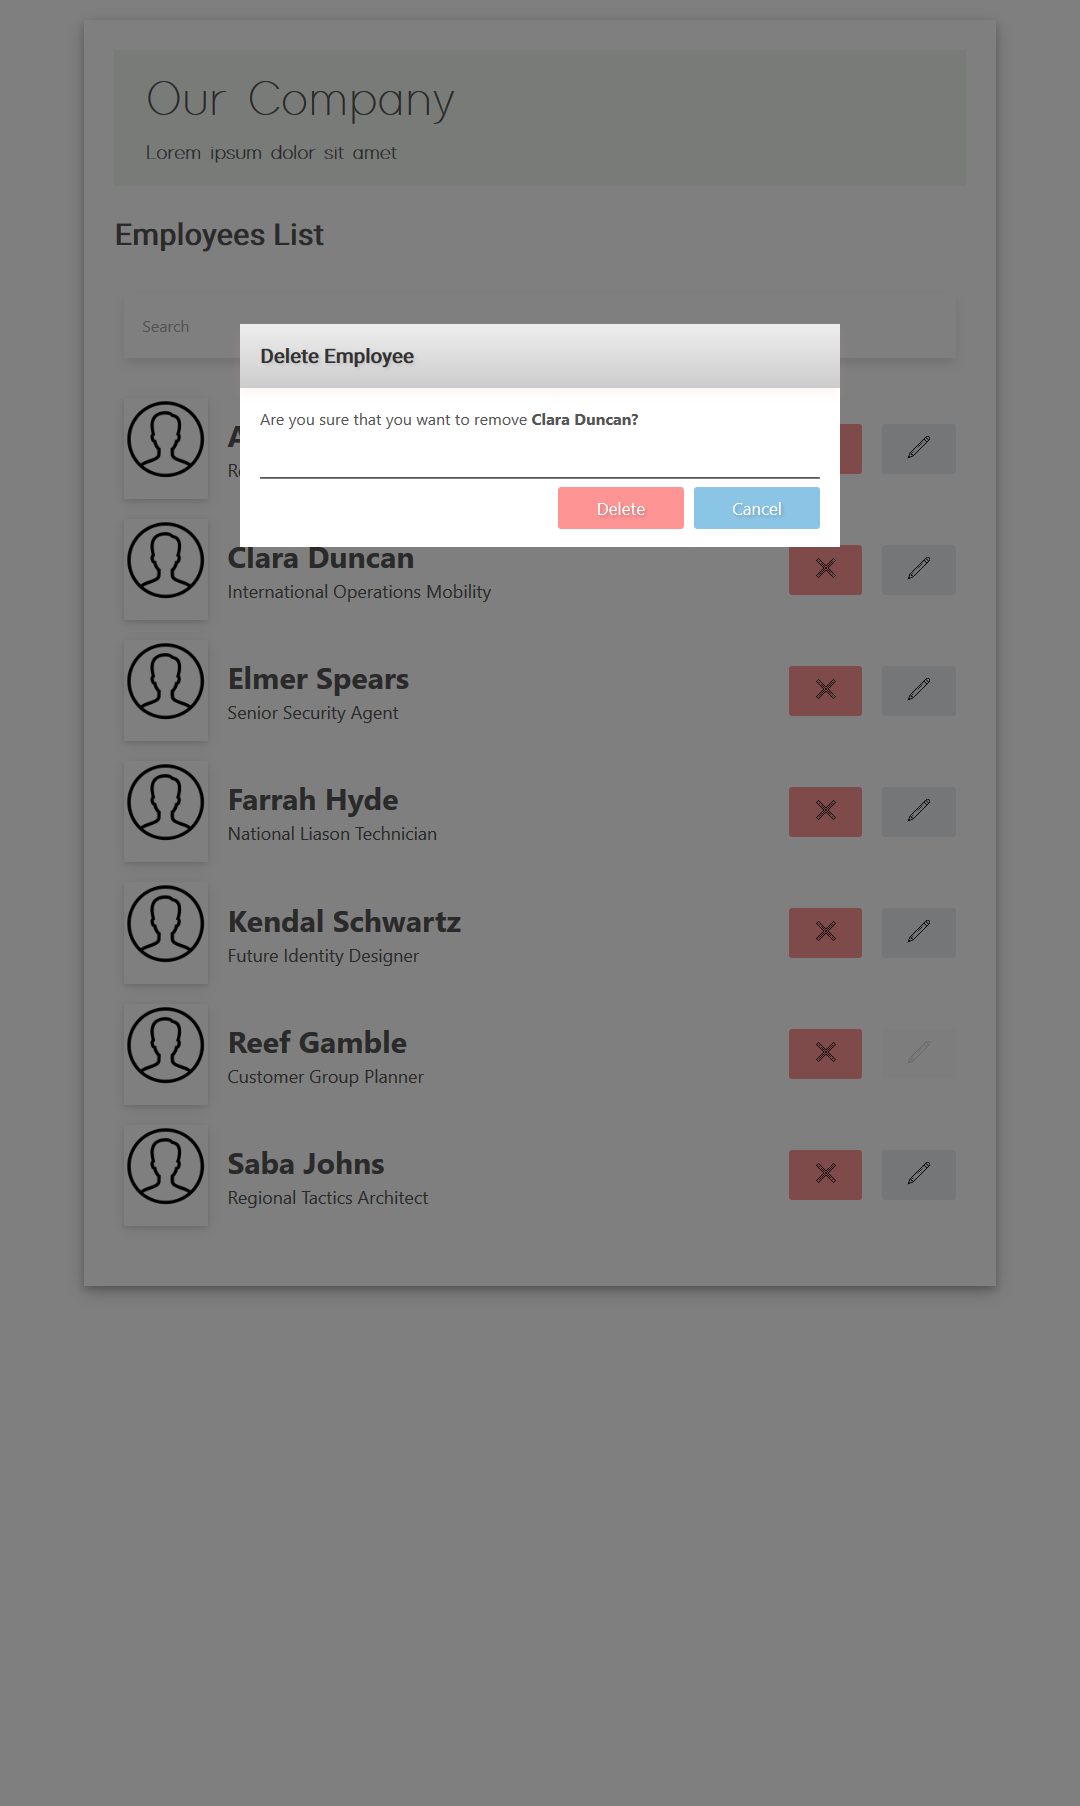 Our Company
Lorem ipsum dolor sit amet
Employees List
Search
Delete Employee
Are you sure that you want to remove Clara Duncan?
Delete
Cancel
Clara Duncan
International Operations Mobility
Elmer Spears
Senior Security Agent
Farrah Hyde
National Liason Technician
Kendal Schwartz
Future Identity Designer
Reef Gamble
Customer Group Planner
Saba Johns
Regional Tactics Architect